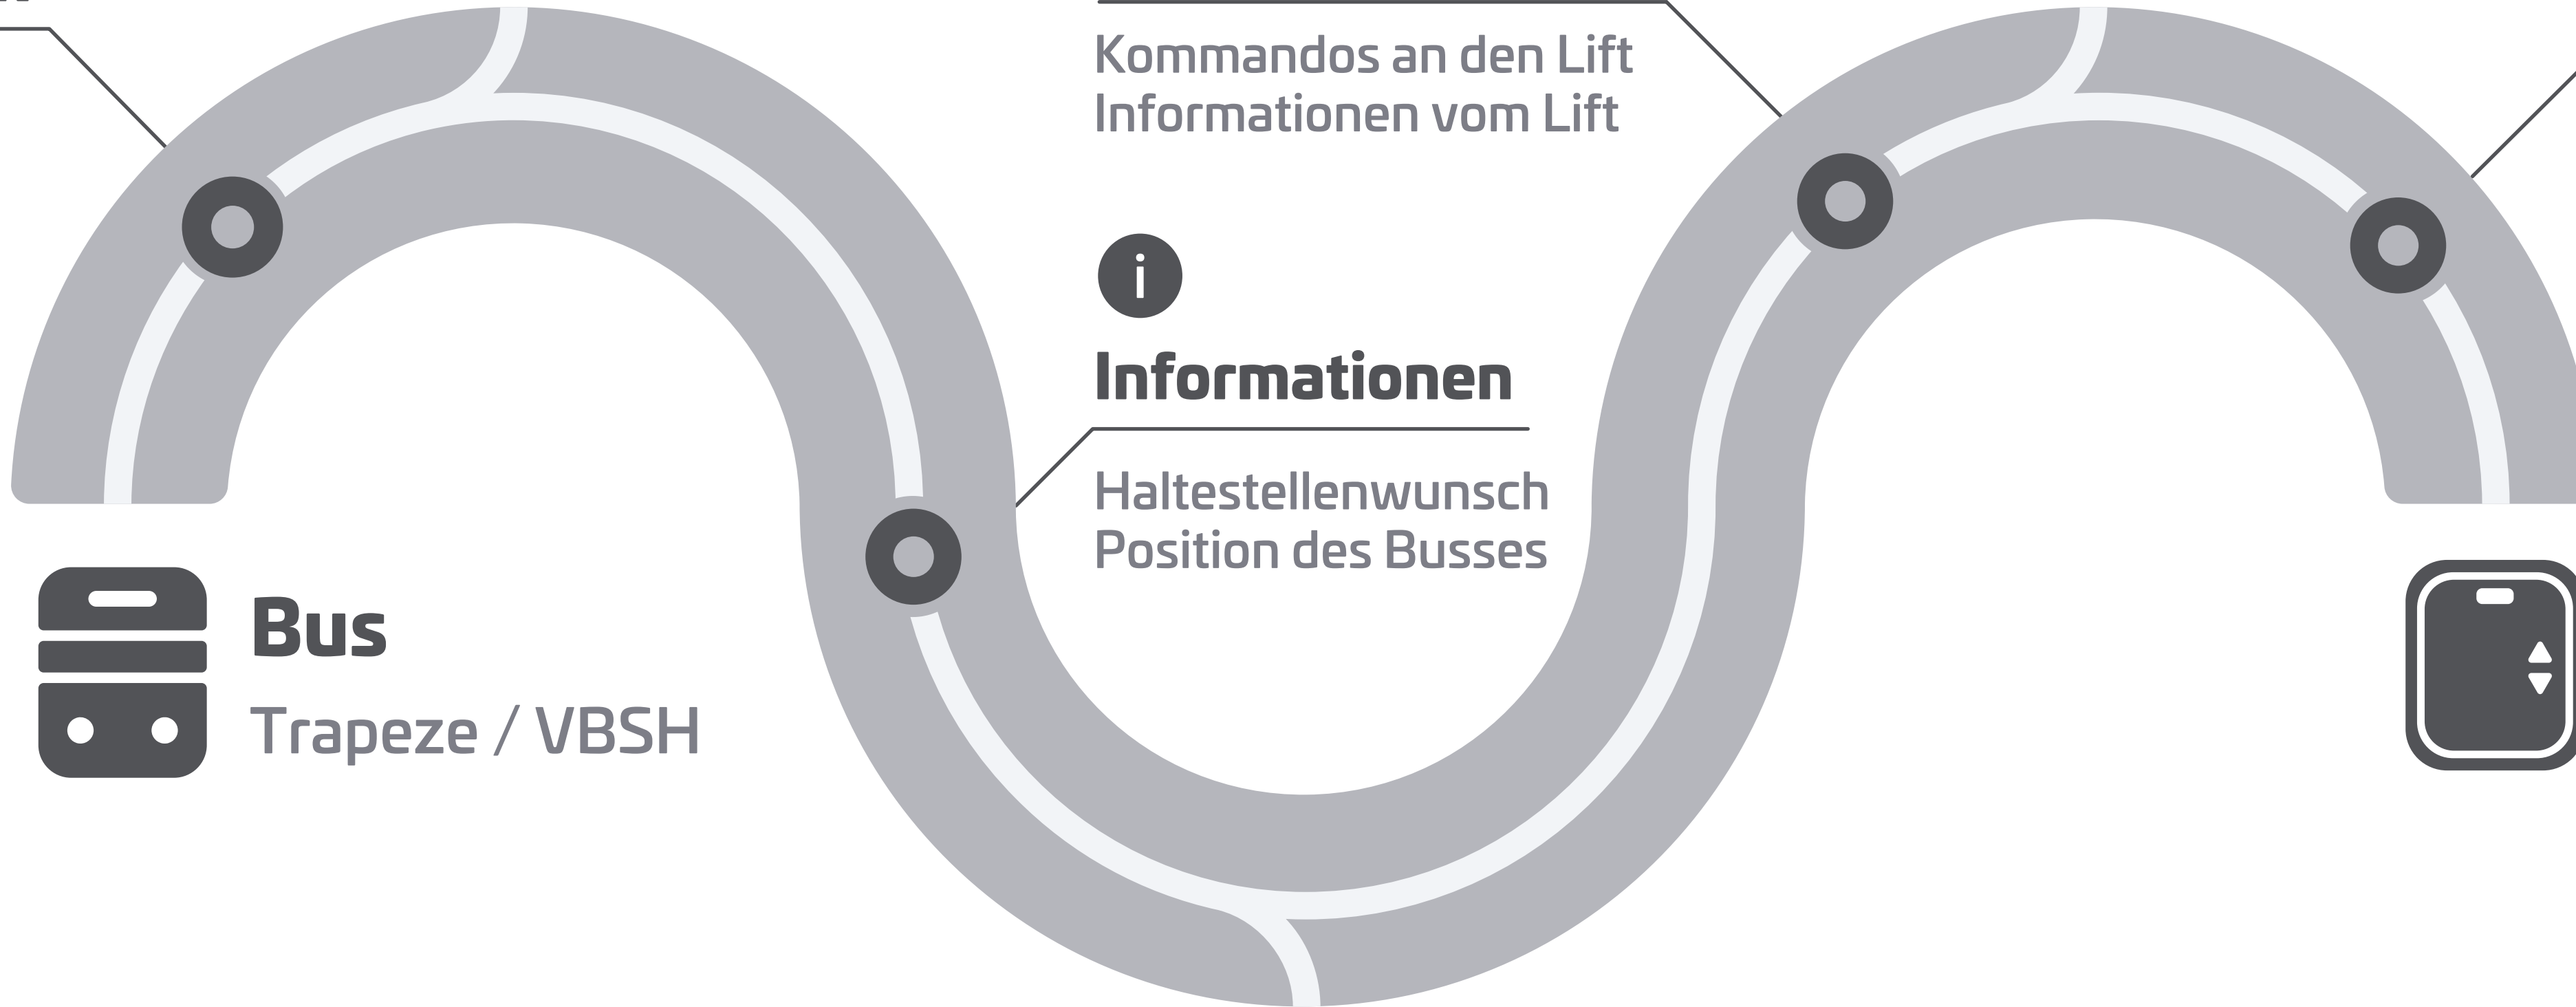 Kommandos an den Lift
Informationen vom Lift
i
Informationen
Haltestellenwunsch
Position des Busses
Bus
Trapeze / VBSH